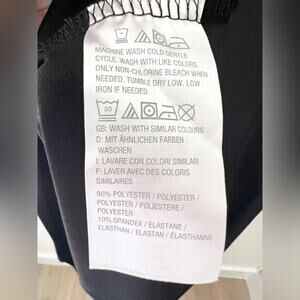 MACHINE WASH COLD GENTLE
CYCLE. WASH WITH LIKE COLORS.
ONLY NON-CHLORINE BLEACH WHEN
NEEDED. TUMBLE DRY LOW. LOW
IRON IF NEEDED
30
GB: WASH WITH SIMILAR COLOURS
D: MIT ÄHNLICHEN FARBEN
WASCHEN
I: LAVARE CON COLORI SIMILARI
F: LAVER AVEC DES COLORIS
SIMILAIRES
90% POLYESTER / POLYESTER /
POLYESTER / POLIESTERE /
POLYESTER
10% SPANDEX / ELASTANE /
ELASTHAN / ELASTAN / ÉLASTHANNE